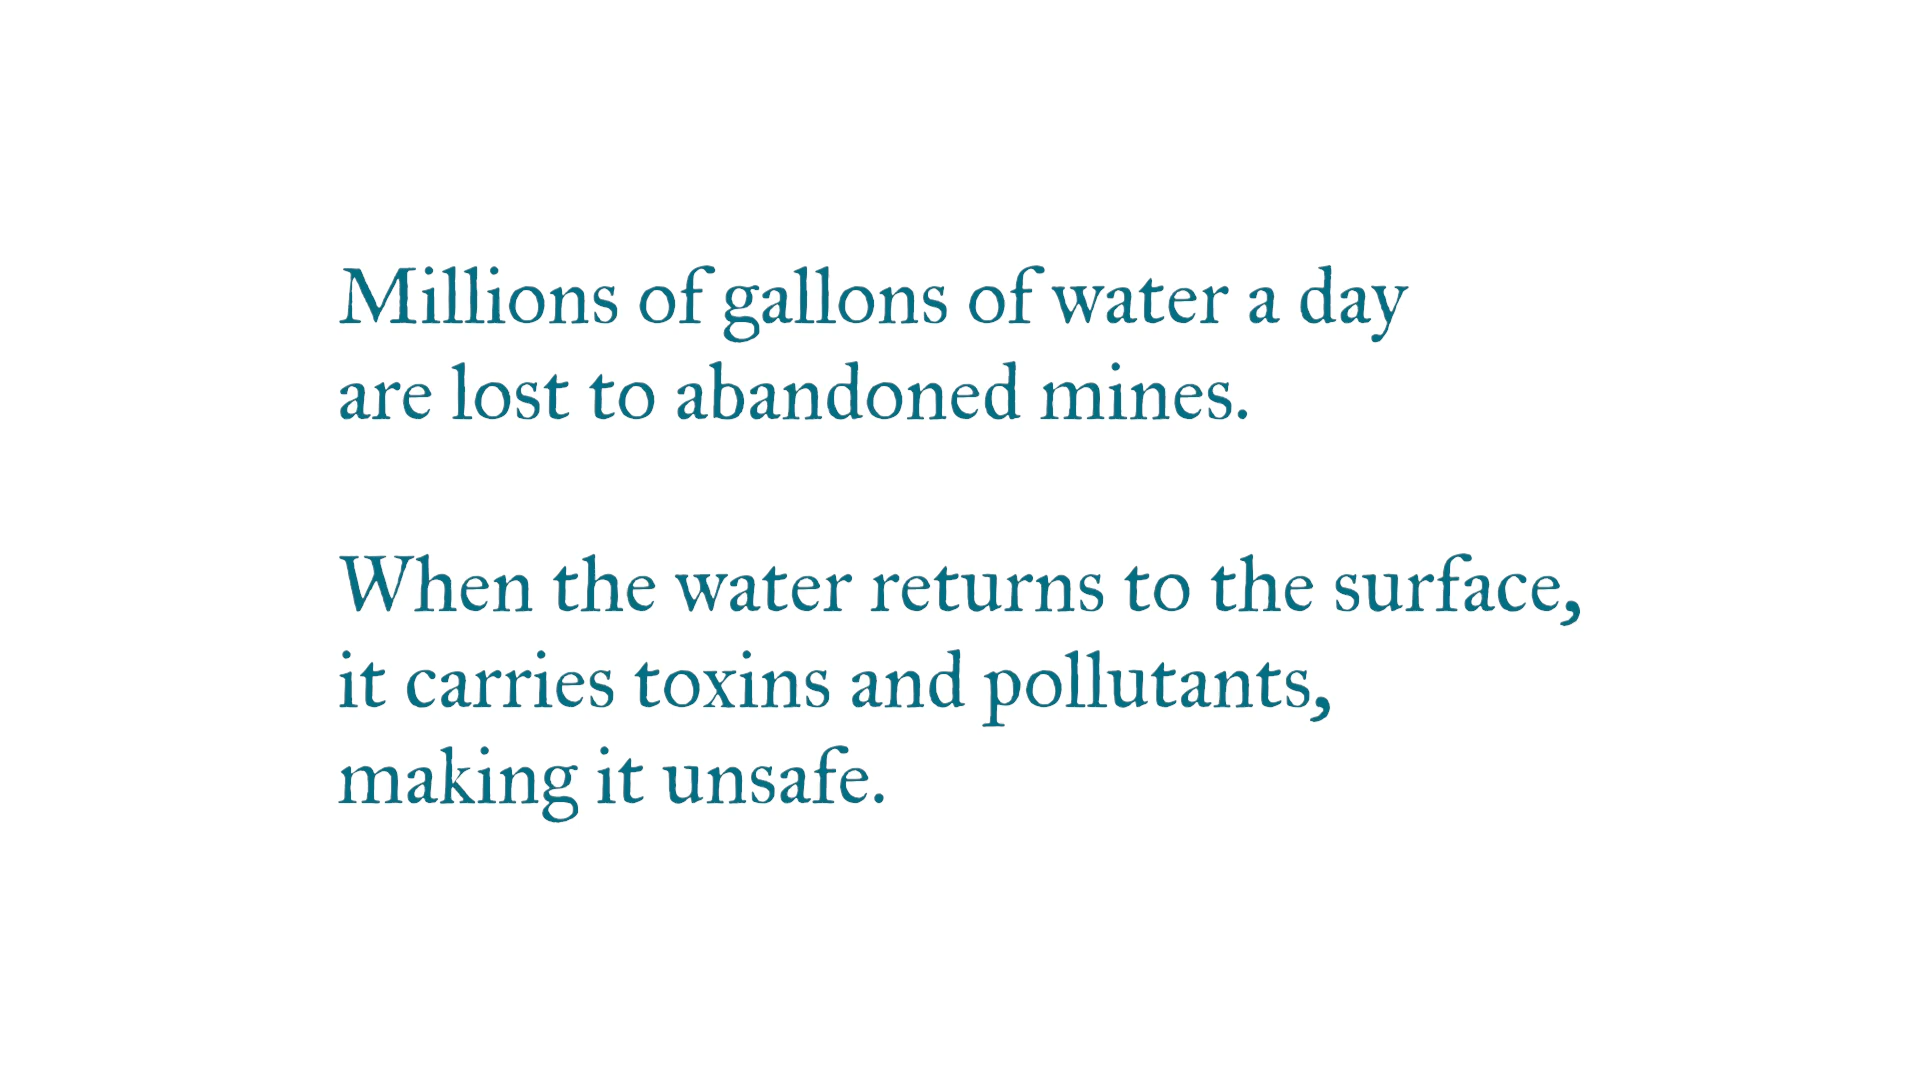 Millions of gallons of water a day
are lost to abandoned mines.
When the water returns to the surface,
it carries toxins and pollutants,
making it unsafe.